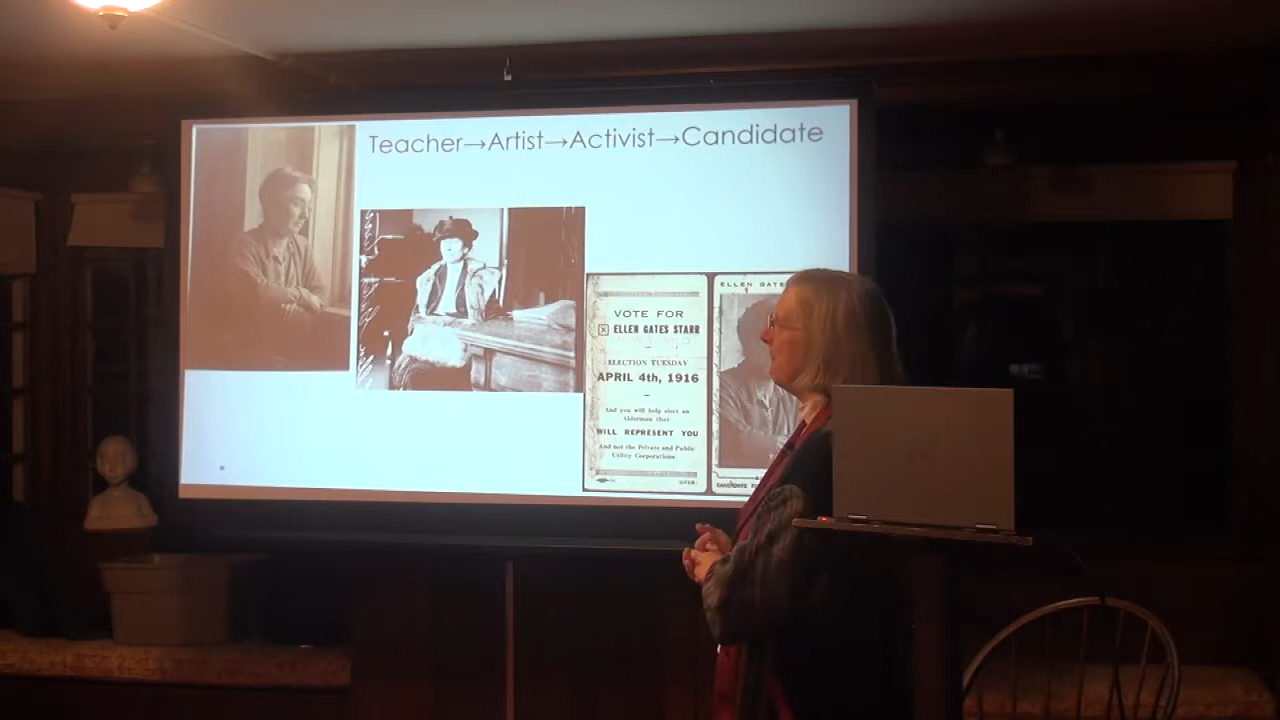 Teacher→Artist→Activist→Candidate
VOTE FOR
☒ ELLEN GATES STARR
ELECTION TUESDAY
APRIL 4th, 1916
And you will help elect an
Alderman that
WILL REPRESENT YOU
And not the Private and Public
Utility Corporations
OVER
ELLEN GATE